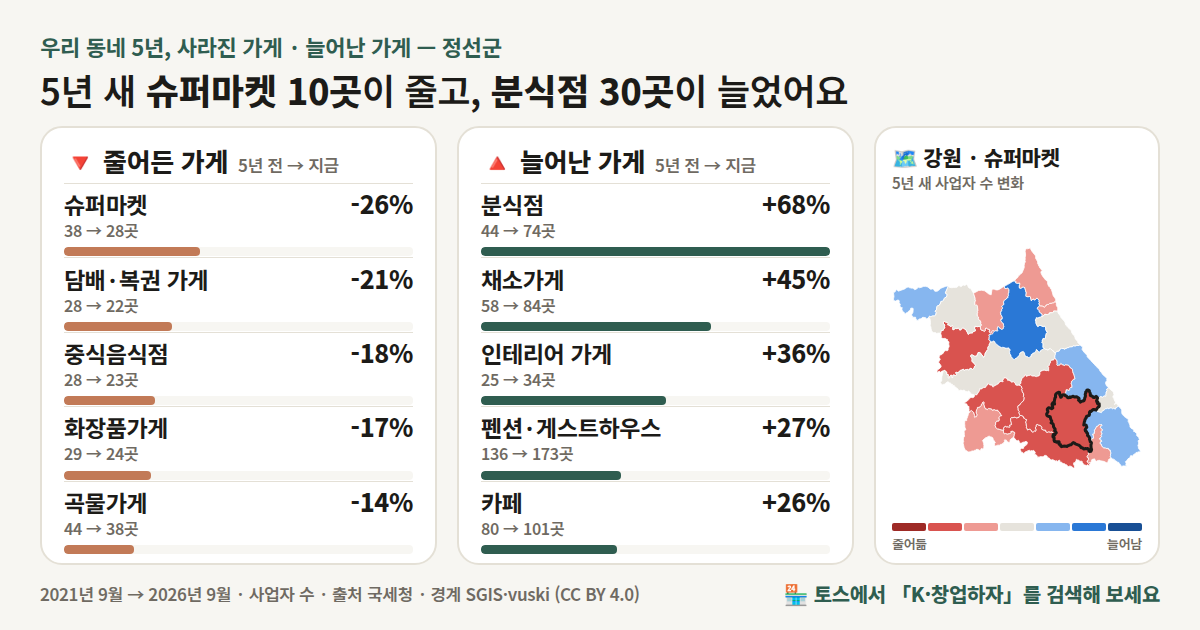 우리 동네 5년, 사라진 가게 · 늘어난 가게 — 정선군
5년 새 슈퍼마켓 10곳이 줄고, 분식점 30곳이 늘었어요
🔻 줄어든 가게 5년 전 → 지금
슈퍼마켓 -26%
38 → 28곳
담배·복권 가게 -21%
28 → 22곳
중식음식점 -18%
28 → 23곳
화장품가게 -17%
29 → 24곳
곡물가게 -14%
44 → 38곳
🔺 늘어난 가게 5년 전 → 지금
분식점 +68%
44 → 74곳
채소가게 +45%
58 → 84곳
인테리어 가게 +36%
25 → 34곳
펜션·게스트하우스 +27%
136 → 173곳
카페 +26%
80 → 101곳
🗺️ 강원 · 슈퍼마켓
5년 새 사업자 수 변화
줄어듦 늘어남
2021년 9월 → 2026년 9월 · 사업자 수 · 출처 국세청 · 경계 SGIS·vuski (CC BY 4.0)
🏪 토스에서 「K·창업하자」를 검색해 보세요